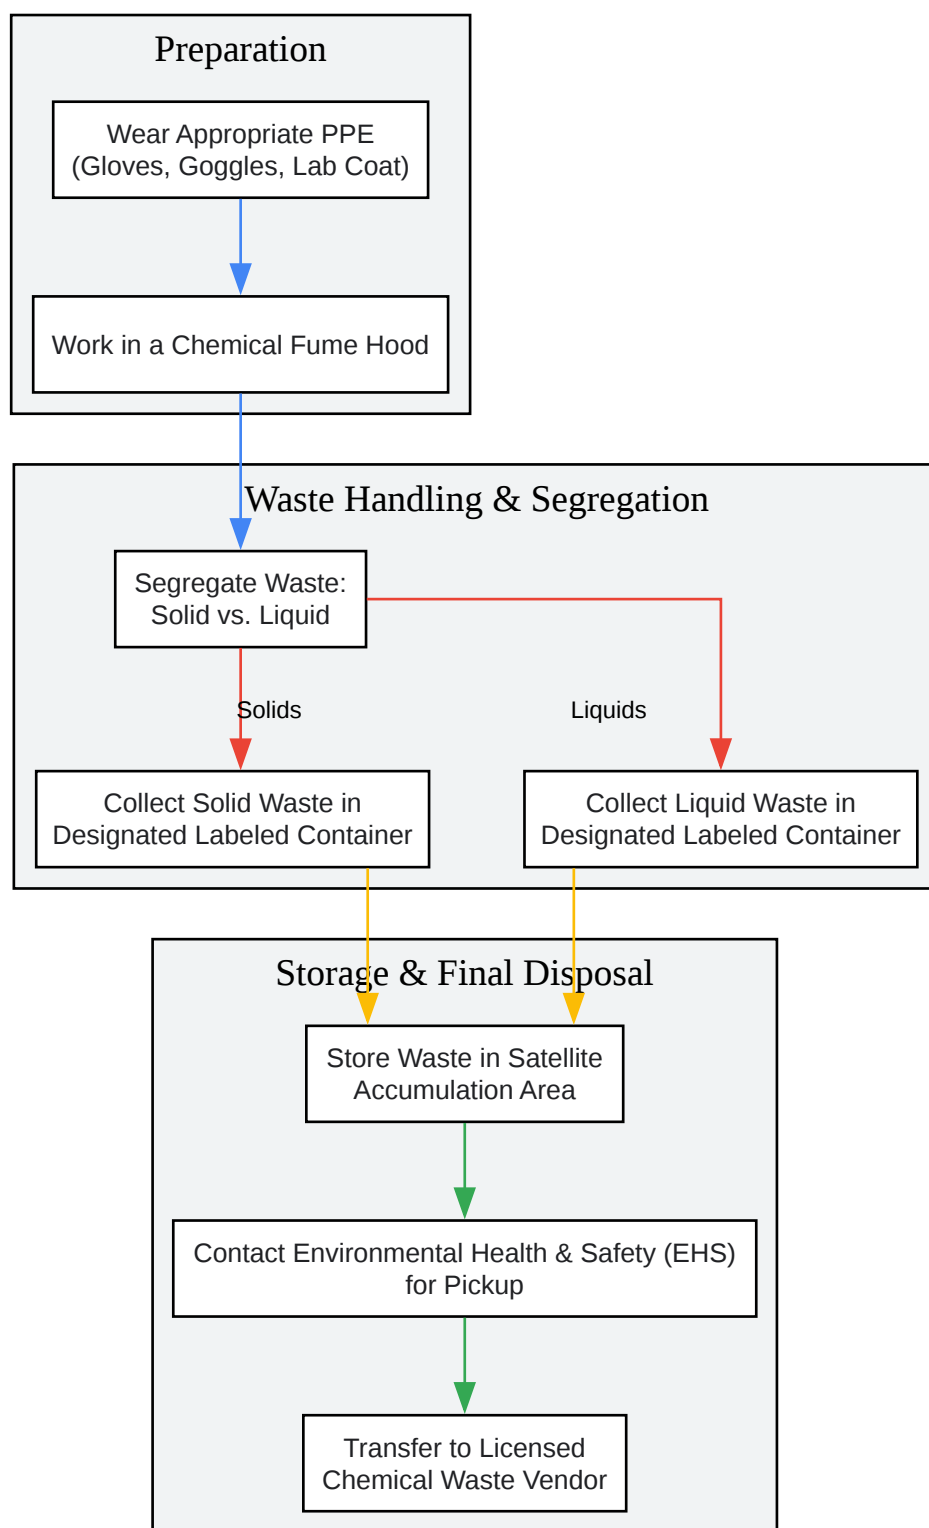 Preparation
Wear Appropriate PPE
(Gloves, Goggles, Lab Coat)
Work in a Chemical Fume Hood
Waste Handling & Segregation
Segregate Waste:
Solid vs. Liquid
Solids
Liquids
Collect Solid Waste in
Designated Labeled Container
Collect Liquid Waste in
Designated Labeled Container
Storage & Final Disposal
Store Waste in Satellite
Accumulation Area
Contact Environmental Health & Safety (EHS)
for Pickup
Transfer to Licensed
Chemical Waste Vendor